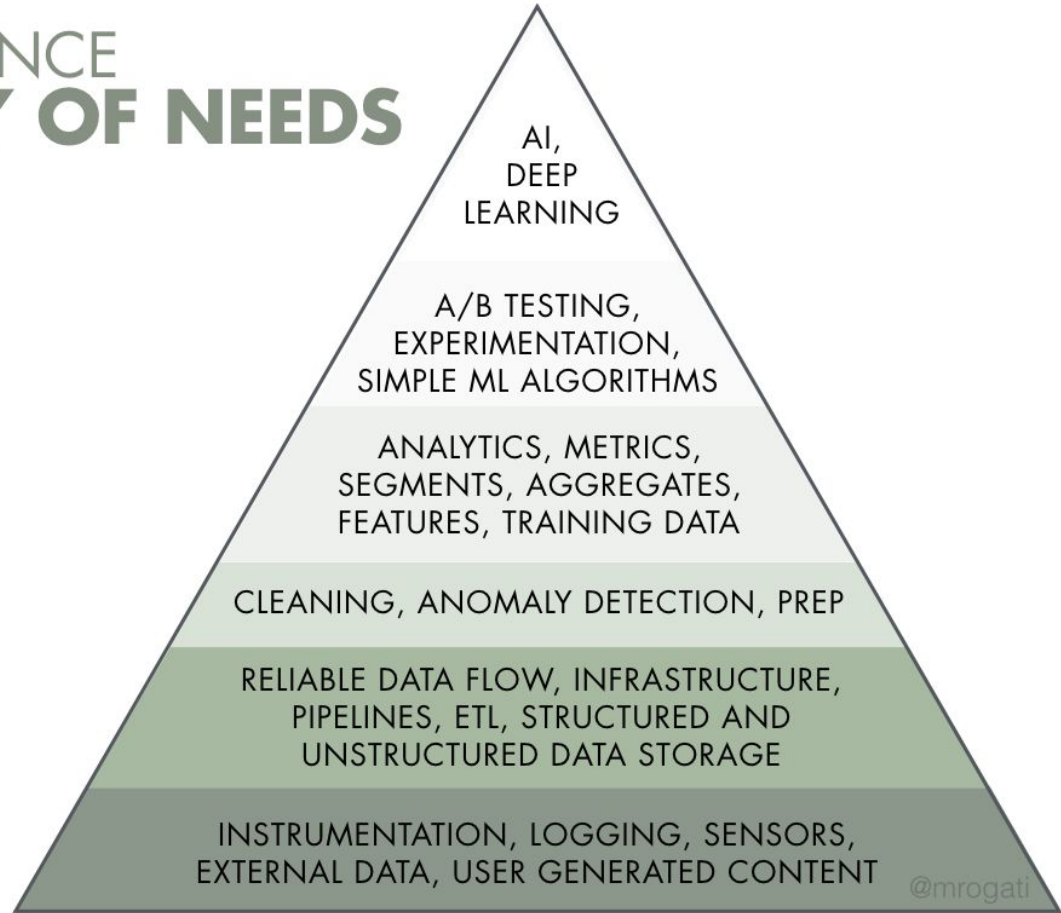 NCE
OF NEEDS
AI,
DEEP
LEARNING
A/B TESTING,
EXPERIMENTATION,
SIMPLE ML ALGORITHMS
ANALYTICS, METRICS,
SEGMENTS, AGGREGATES,
FEATURES, TRAINING DATA
CLEANING, ANOMALY DETECTION, PREP
RELIABLE DATA FLOW, INFRASTRUCTURE,
PIPELINES, ETL, STRUCTURED AND
UNSTRUCTURED DATA STORAGE
INSTRUMENTATION, LOGGING, SENSORS,
EXTERNAL DATA, USER GENERATED CONTENT
@mrogati